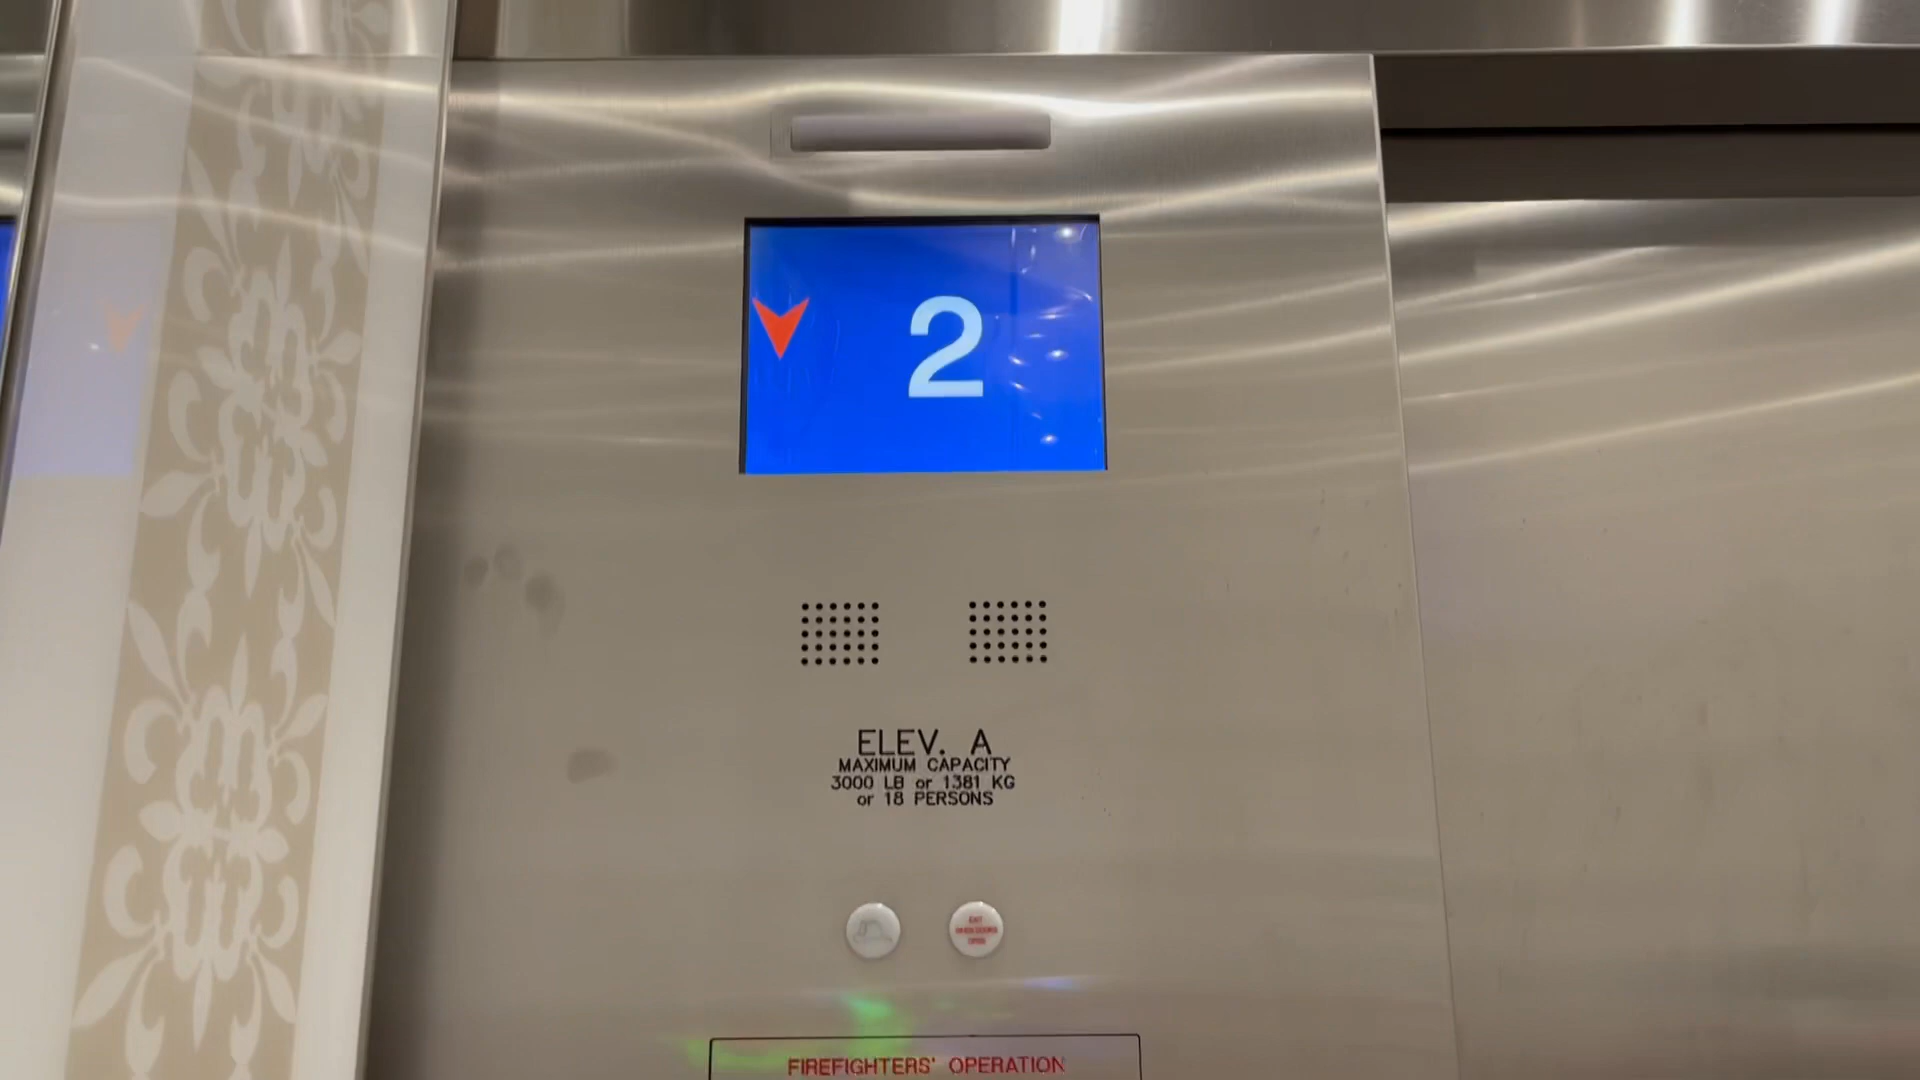 2
ELEV. A
MAXIMUM CAPACITY
3000 LB or 1381 KG
or 18 PERSONS
FIREFIGHTERS' OPERATION